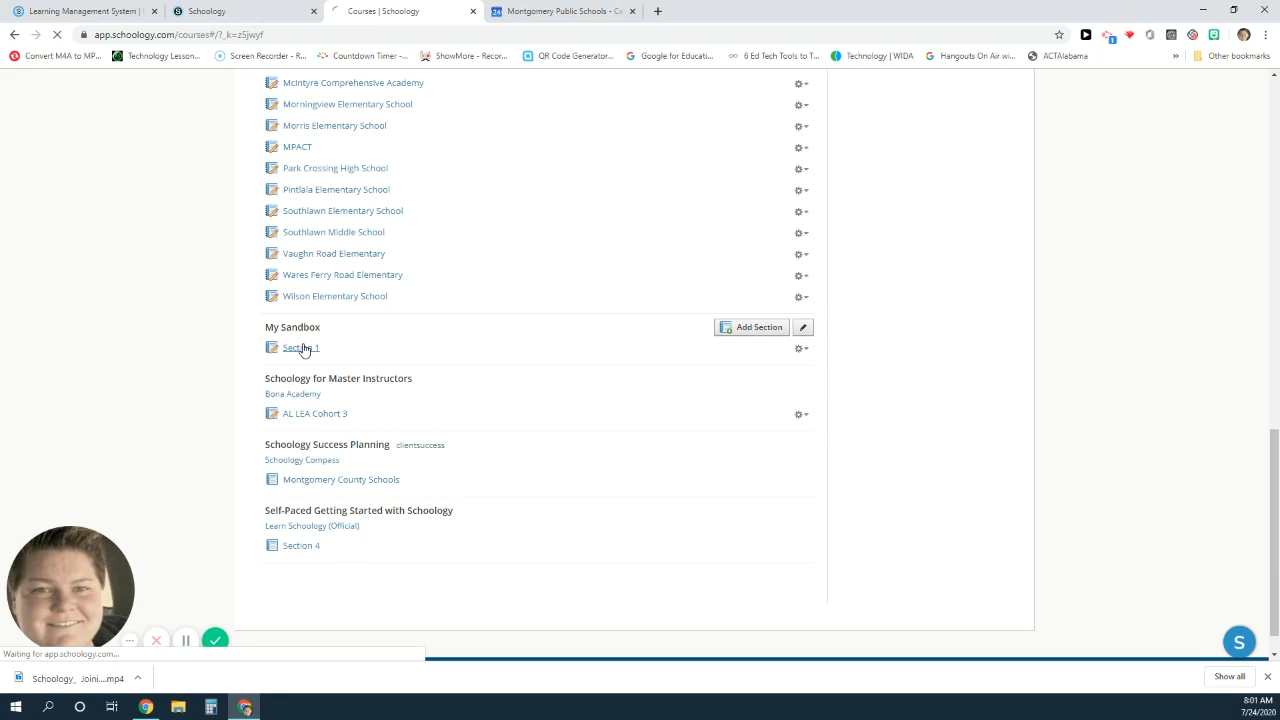 Learning Management System |
Schoology
Courses | Schoology
Montgomery Public Schools - Ca
app.schoology.com/courses#/?_k=z5jwyf
Convert M4A to MP...
Technology Lesson...
Screen Recorder - R...
Countdown Timer -...
ShowMore - Record...
QR Code Generator...
Google for Educati...
6 Ed Tech Tools to T...
Technology | WIDA
Hangouts On Air wi...
ACTAlabama
»
Other bookmarks
McIntyre Comprehensive Academy
Morningview Elementary School
Morris Elementary School
MPACT
Park Crossing High School
Pintlala Elementary School
Southlawn Elementary School
Southlawn Middle School
Vaughn Road Elementary
Wares Ferry Road Elementary
Wilson Elementary School
My Sandbox
Add Section
Section 1
Schoology for Master Instructors
Bona Academy
AL LEA Cohort 3
Schoology Success Planning clientsuccess
Schoology Compass
Montgomery County Schools
Self-Paced Getting Started with Schoology
Learn Schoology (Official)
Section 4
S
Waiting for app.schoology.com...
Schoology_ Joini....mp4
Show all
8:01 AM
7/24/2020